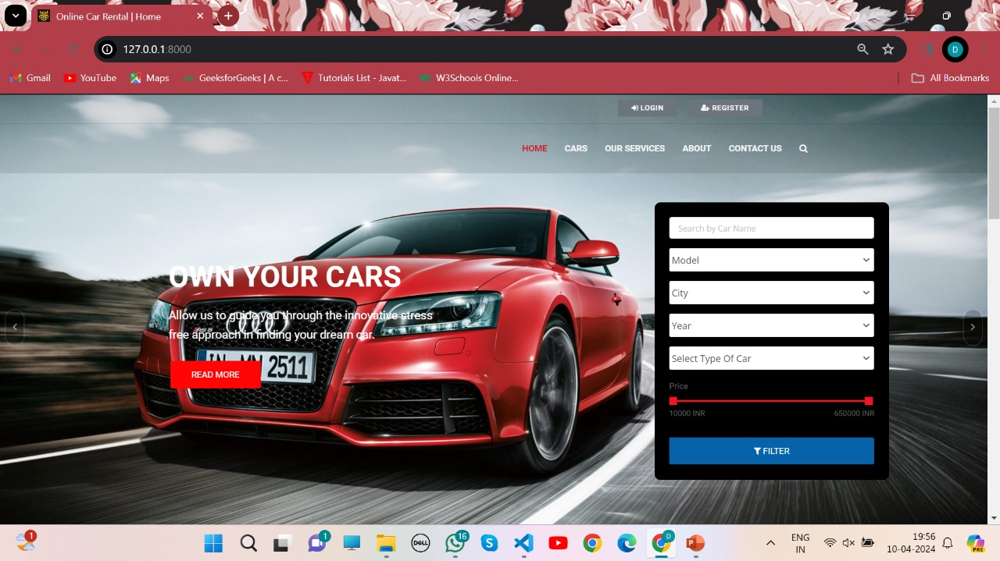 Online Car Rental | Home
127.0.0.1:8000
Gmail
YouTube
Maps
GeeksforGeeks | A c...
Tutorials List - Javat...
W3Schools Online...
All Bookmarks
LOGIN
REGISTER
HOME
CARS
OUR SERVICES
ABOUT
CONTACT US
OWN YOUR CARS
Allow us to guide you through the innovative stress
free approach in finding your dream car.
READ MORE
2511
Search by Car Name
Model
City
Year
Select Type Of Car
Price
10000 INR
650000 INR
FILTER
1
1
DELL
16
D
D
ENG
IN
19:56
10-04-2024
PRE